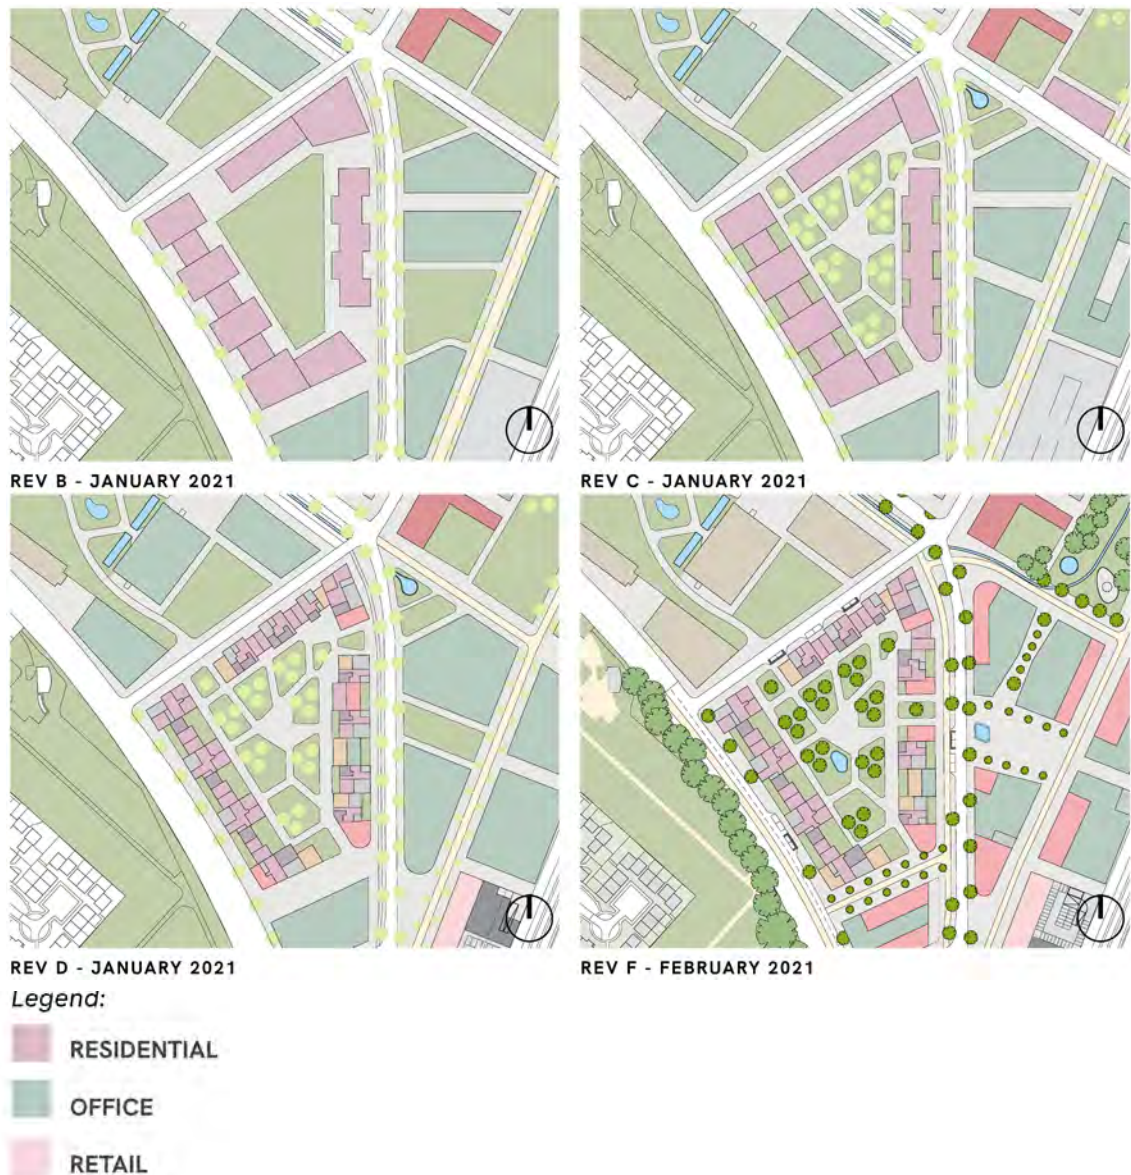 REV B - JANUARY 2021
REV C - JANUARY 2021
REV D - JANUARY 2021
REV F - FEBRUARY 2021
Legend:
RESIDENTIAL
OFFICE
RETAIL